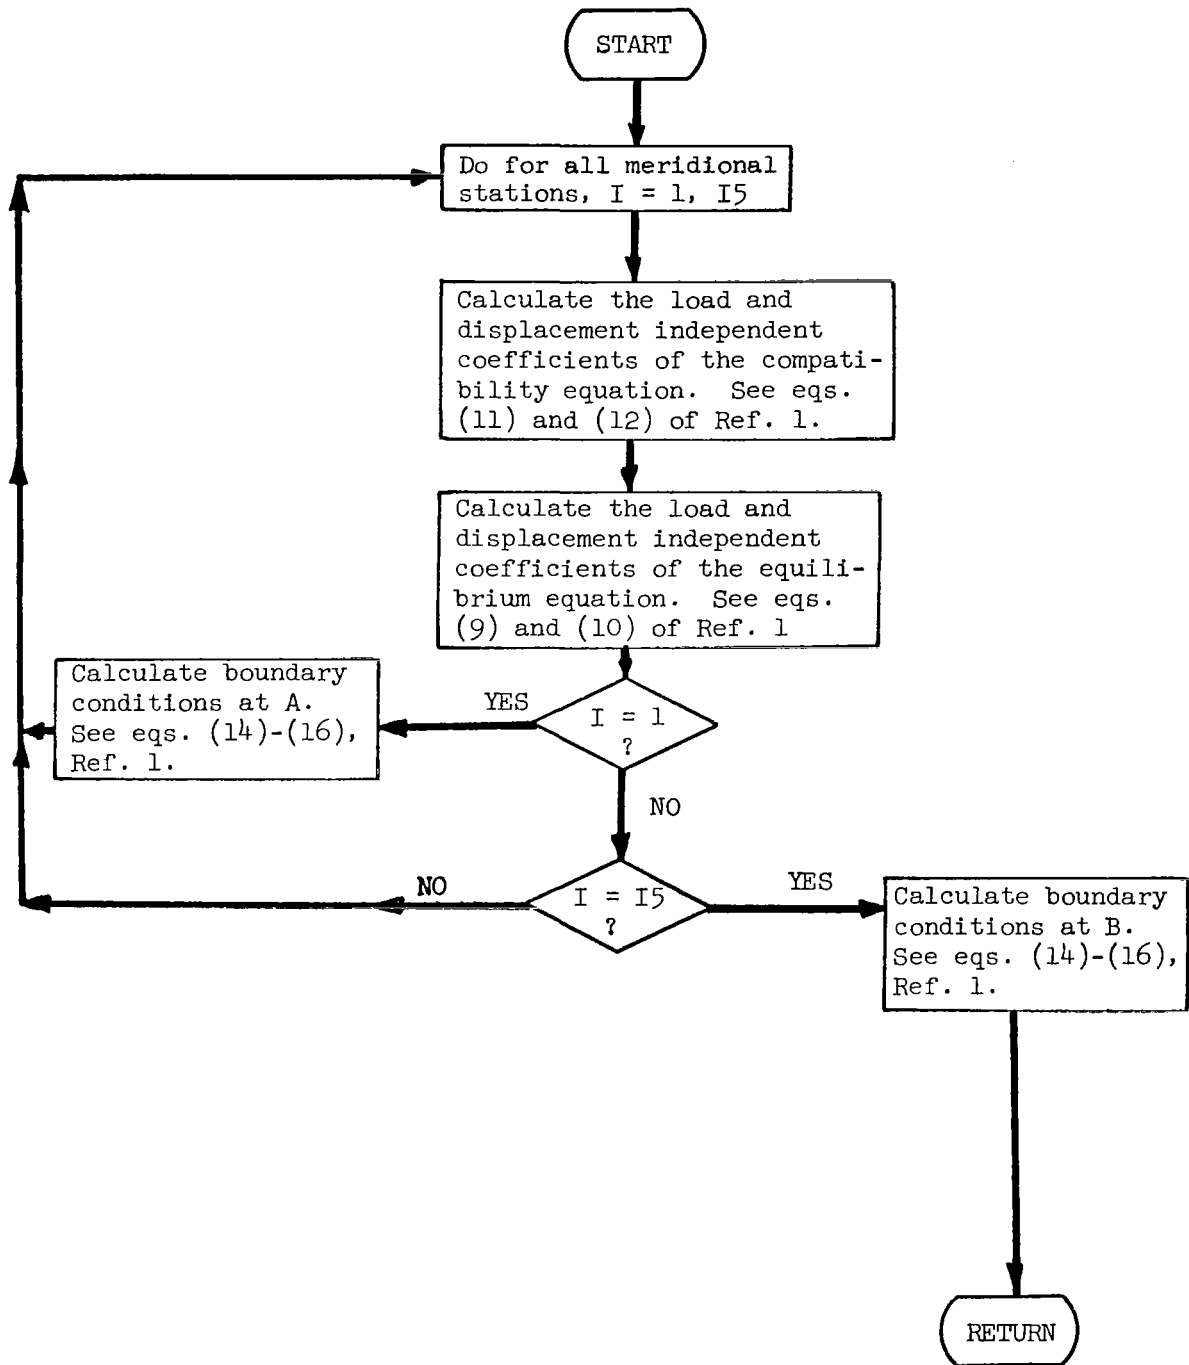 START
Do for all meridional
stations, I = 1, I5
Calculate the load and
displacement independent
coefficients of the compati-
bility equation. See eqs.
(11) and (12) of Ref. 1.
Calculate the load and
displacement independent
coefficients of the equili-
brium equation. See eqs.
(9) and (10) of Ref. 1
I = 1
?
YES
Calculate boundary
conditions at A.
See eqs. (14)-(16),
Ref. 1.
NO
I = I5
?
NO
YES
Calculate boundary
conditions at B.
See eqs. (14)-(16),
Ref. 1.
RETURN